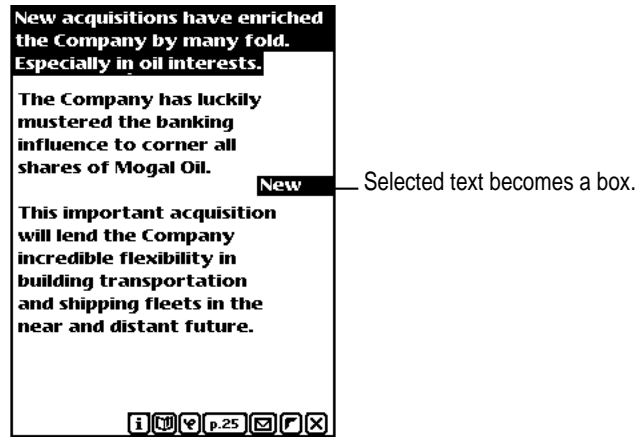 New acquisitions have enriched
the Company by many fold.
Especially in oil interests.
The Company has luckily
mustered the banking
influence to corner all
shares of Mogal Oil.
New
Selected text becomes a box.
This important acquisition
will lend the Company
incredible flexibility in
building transportation
and shipping fleets in the
near and distant future.
i
p.25